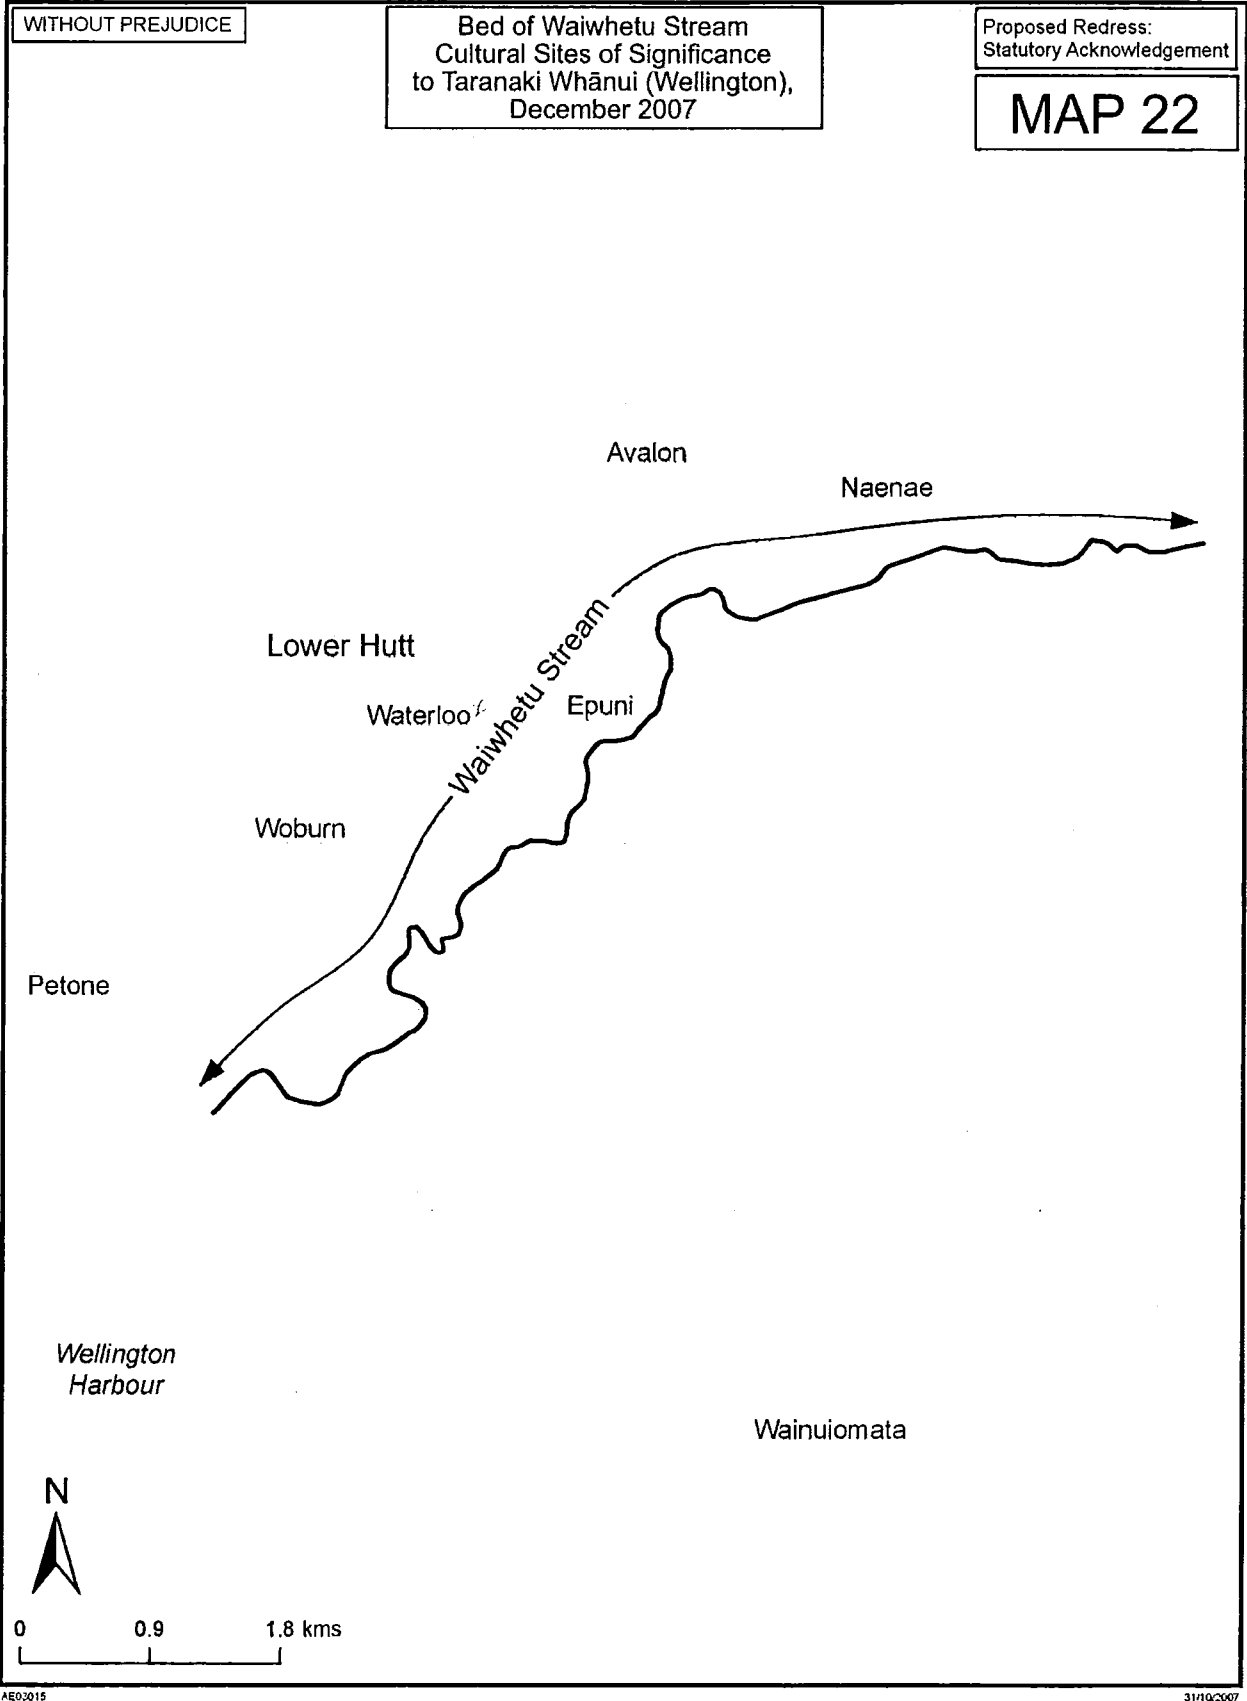 WITHOUT PREJUDICE
Bed of Waiwhetu Stream
Cultural Sites of Significance
to Taranaki Whānui (Wellington),
December 2007
Proposed Redress:
Statutory Acknowledgement
MAP 22
Avalon
Naenae
Waiwhetu Stream
Lower Hutt
Waterloo
Epuni
Woburn
Petone
Wellington
Harbour
Wainuiomata
N
0 0.9 1.8 kms
AE03015
31/10/2007